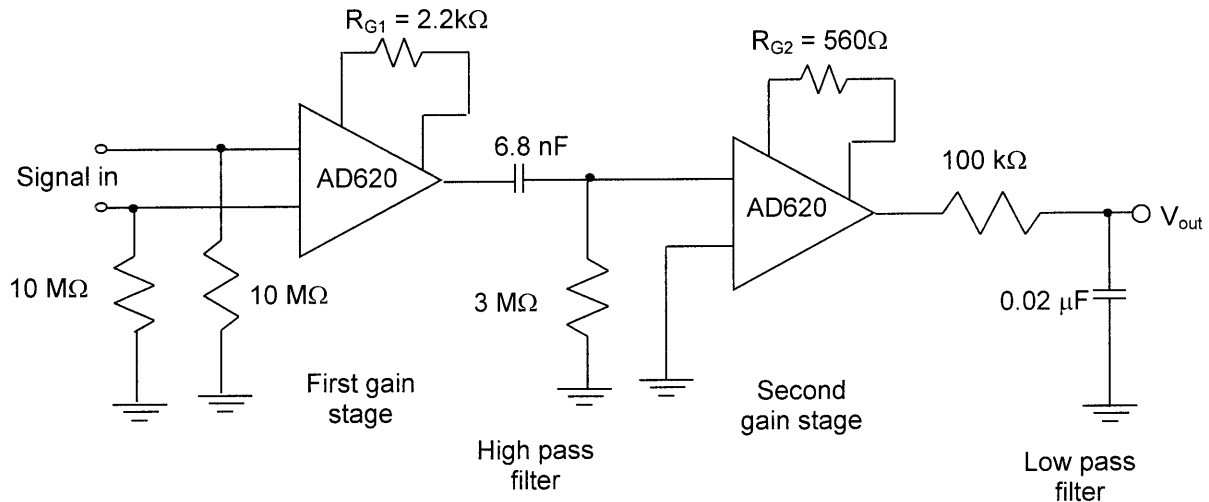 R_G1 = 2.2kΩ
R_G2 = 560Ω
Signal in
AD620
6.8 nF
AD620
100 kΩ
V_out
10 MΩ
10 MΩ
3 MΩ
0.02 μF
First gain
stage
High pass
filter
Second
gain stage
Low pass
filter